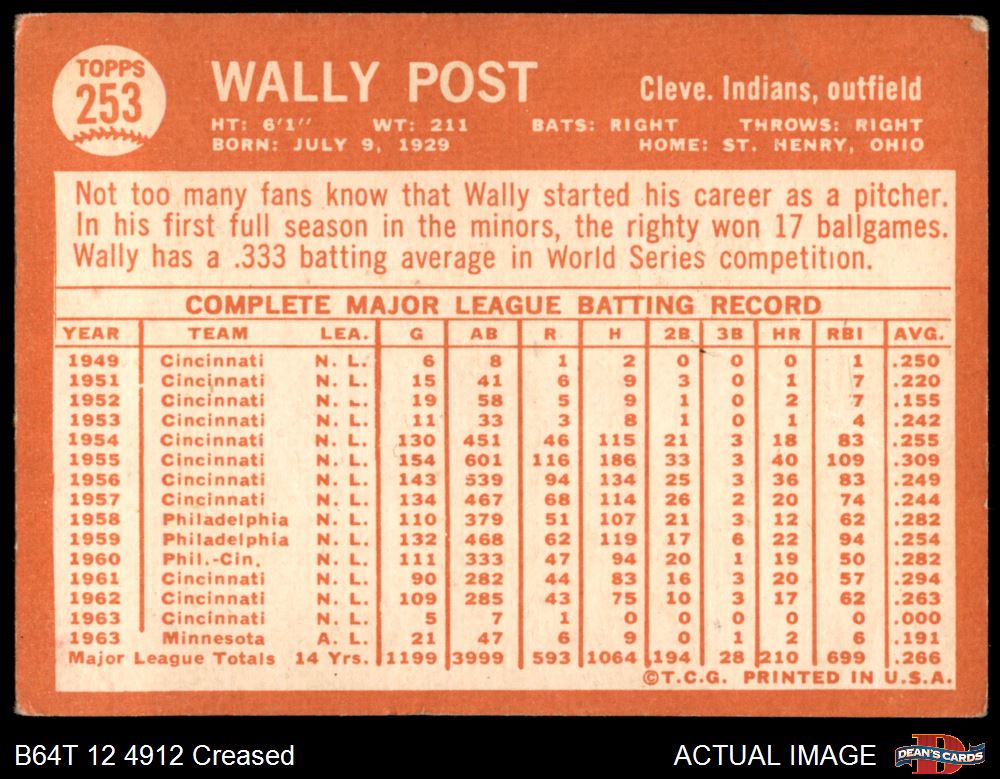 TOPPS
253
WALLY POST
Cleve. Indians, outfield
HT: 6'1" WT: 211 BATS: RIGHT THROWS: RIGHT
BORN: JULY 9, 1929 HOME: ST. HENRY, OHIO
Not too many fans know that Wally started his career as a pitcher.
In his first full season in the minors, the righty won 17 ballgames.
Wally has a .333 batting average in World Series competition.
COMPLETE MAJOR LEAGUE BATTING RECORD
YEAR TEAM LEA. G AB R H 2B 3B HR RBI AVG.
1949 Cincinnati N. L. 6 8 1 2 0 0 0 1 .250
1951 Cincinnati N. L. 15 41 6 9 3 0 1 7 .220
1952 Cincinnati N. L. 19 58 5 9 1 0 2 7 .155
1953 Cincinnati N. L. 11 33 3 8 1 0 1 4 .242
1954 Cincinnati N. L. 130 451 46 115 21 3 18 83 .255
1955 Cincinnati N. L. 154 601 116 186 33 3 40 109 .309
1956 Cincinnati N. L. 143 539 94 134 25 3 36 83 .249
1957 Cincinnati N. L. 134 467 68 114 26 2 20 74 .244
1958 Philadelphia N. L. 110 379 51 107 21 3 12 62 .282
1959 Philadelphia N. L. 132 468 62 119 17 6 22 94 .254
1960 Phil.-Cin. N. L. 111 333 47 94 20 1 19 50 .282
1961 Cincinnati N. L. 90 282 44 83 16 3 20 57 .294
1962 Cincinnati N. L. 109 285 43 75 10 3 17 62 .263
1963 Cincinnati N. L. 5 7 1 0 0 0 0 0 .000
1963 Minnesota A. L. 21 47 6 9 0 1 2 6 .191
Major League Totals 14 Yrs. 1199 3999 593 1064 194 28 210 699 .266
©T.C.G. PRINTED IN U.S.A.
B64T 12 4912 Creased
ACTUAL IMAGE
DEAN'S CARDS